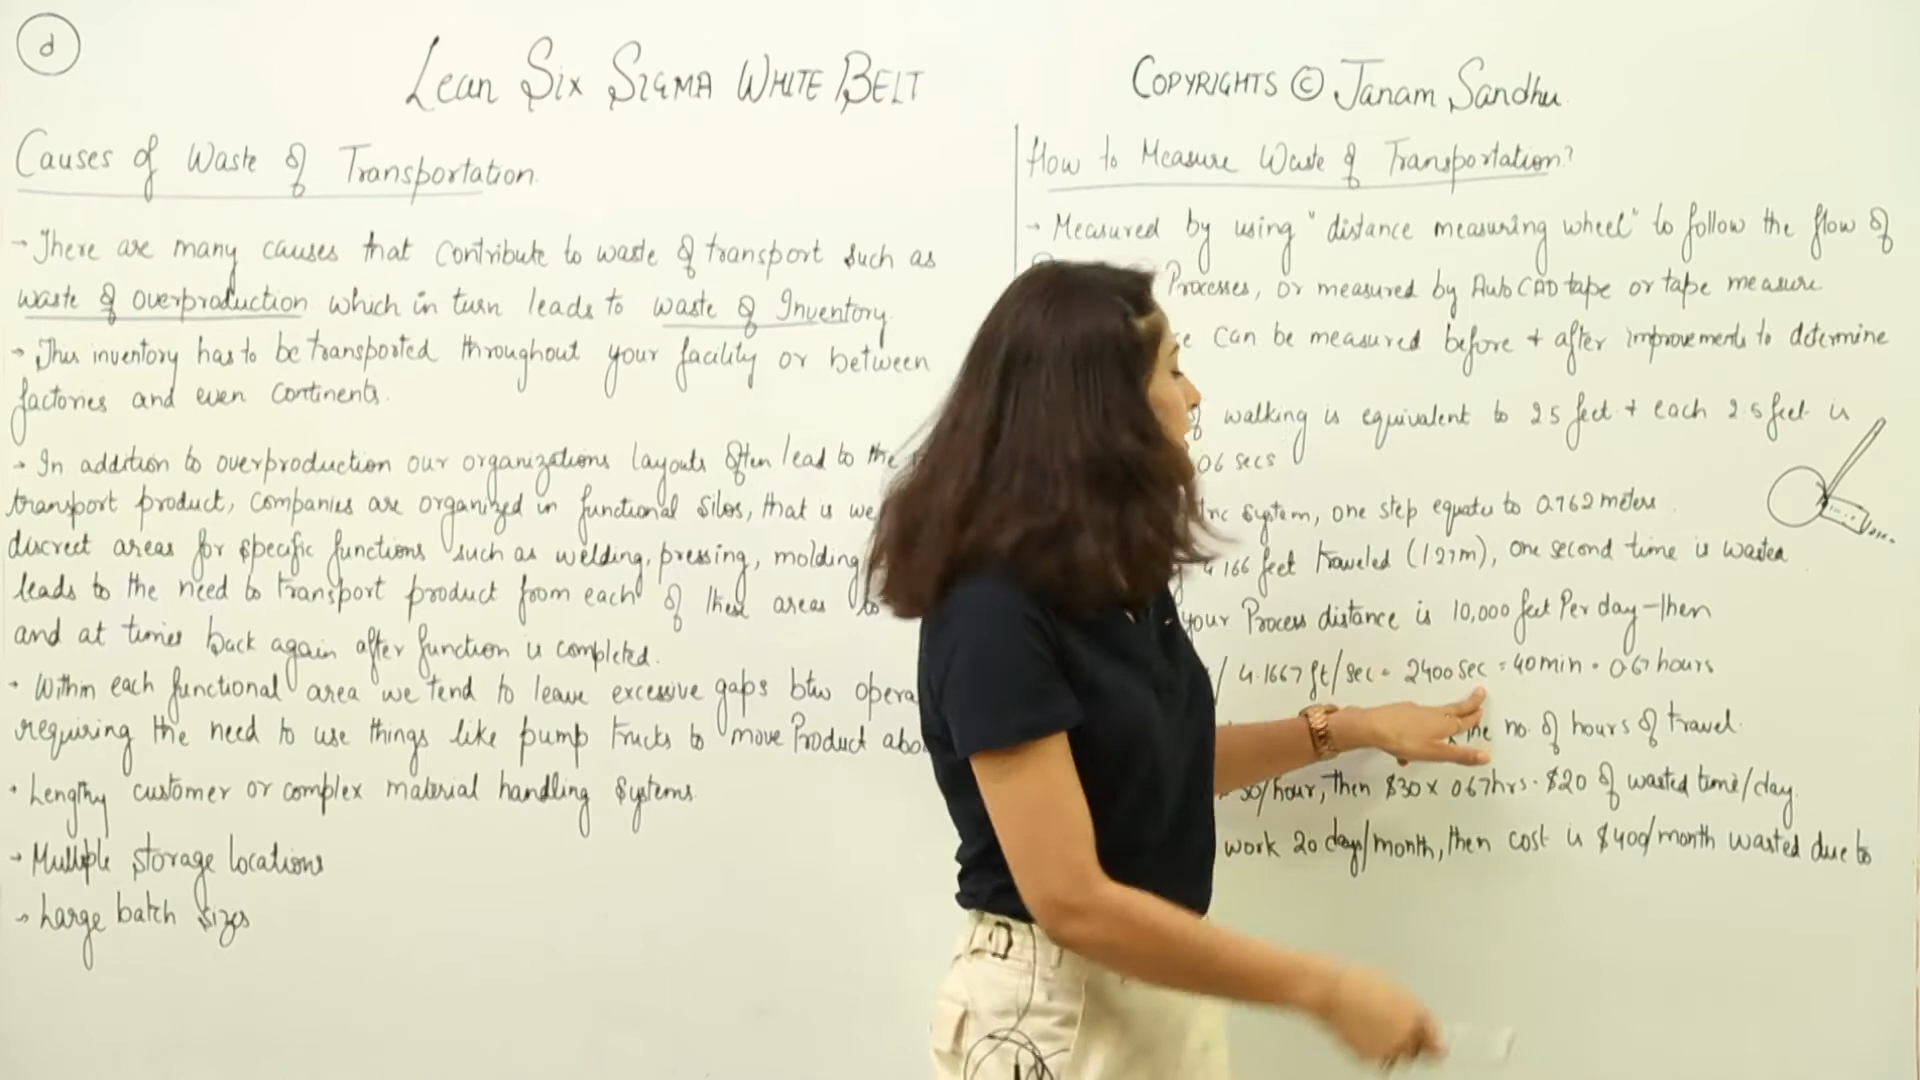 d
Lean Six SIGMA WHITE BELT
COPYRIGHTS © Janam Sandhu
Causes of Waste of Transportation
- There are many causes that contribute to waste of transport such as
waste of overproduction which in turn leads to waste of Inventory.
- This inventory has to be transported throughout your facility or between
factories and even continents.
- In addition to overproduction our organizations layouts often lead to the
transport product, Companies are organized in functional silos, that is we
discreet areas for specific functions such as welding, pressing, molding
leads to the need to transport product from each of these areas to
and at times back again after function is completed.
- Within each functional area we tend to leave excessive gaps btw
requiring the need to use things like pump trucks to move Product
- Lengthy customer or complex material handling systems
- Multiple storage locations
- Large batch sizes
How to Measure Waste of Transportation?
- Measured by using "distance measuring wheel" to follow the flow of
Processes, or measured by AutoCAD tape or tape measure
can be measured before + after improvements to determine
of walking is equivalent to 2.5 feet + each 2.5 feet is
06 secs
system, one step equates to 0.762 meters
4.166 feet traveled (1.27m), one second time is wasted
your Process distance is 10,000 feet Per day - then
/ 4.1667 ft/sec = 2400 sec = 40 min = 0.67 hours
the no. of hours of travel.
30/hour, then $30 x 0.67hrs = $20 of wasted time/day.
work 20 days/month, then cost is $400/month wasted due to